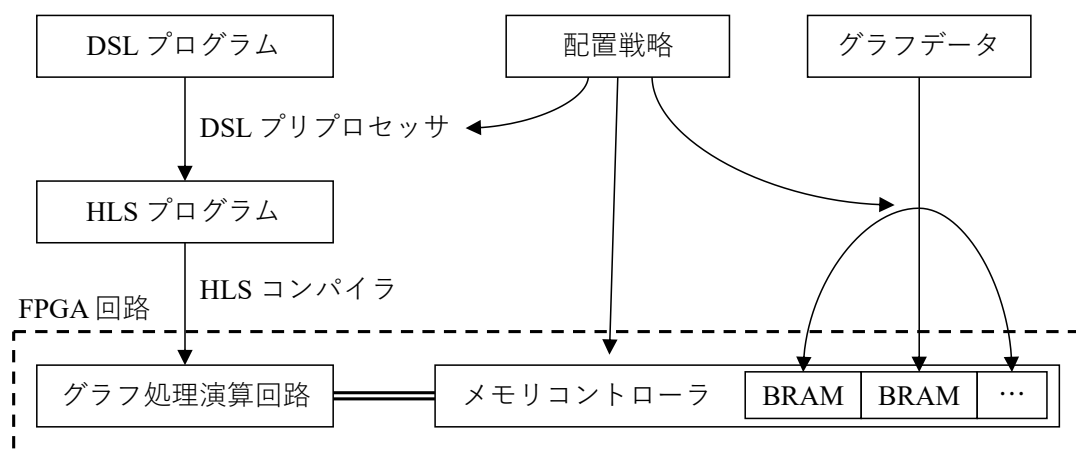 DSL プログラム
配置戦略
グラフデータ
DSL プリプロセッサ
HLS プログラム
HLS コンパイラ
FPGA 回路
グラフ処理演算回路
メモリコントローラ
BRAM
BRAM
…